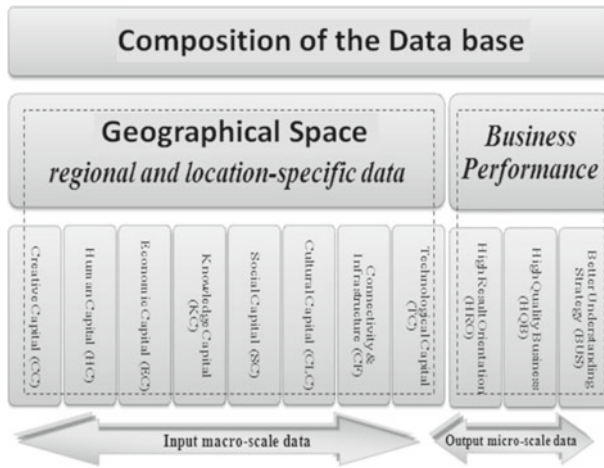 Composition of the Data base
Geographical Space
regional and location-specific data
Business
Performance
Creative Capital (CC)
Human Capital (HC)
Economic Capital (EC)
Knowledge Capital
(KC)
Social Capital (SC)
Cultural Capital (CLC)
Connectivity &
Infrastructure (CF)
Technological Capital
(TC)
High Result Orientation
(HRO)
High Quality Business
(HQB)
Better Understanding
Strategy (BUS)
Input macro-scale data
Output micro-scale data